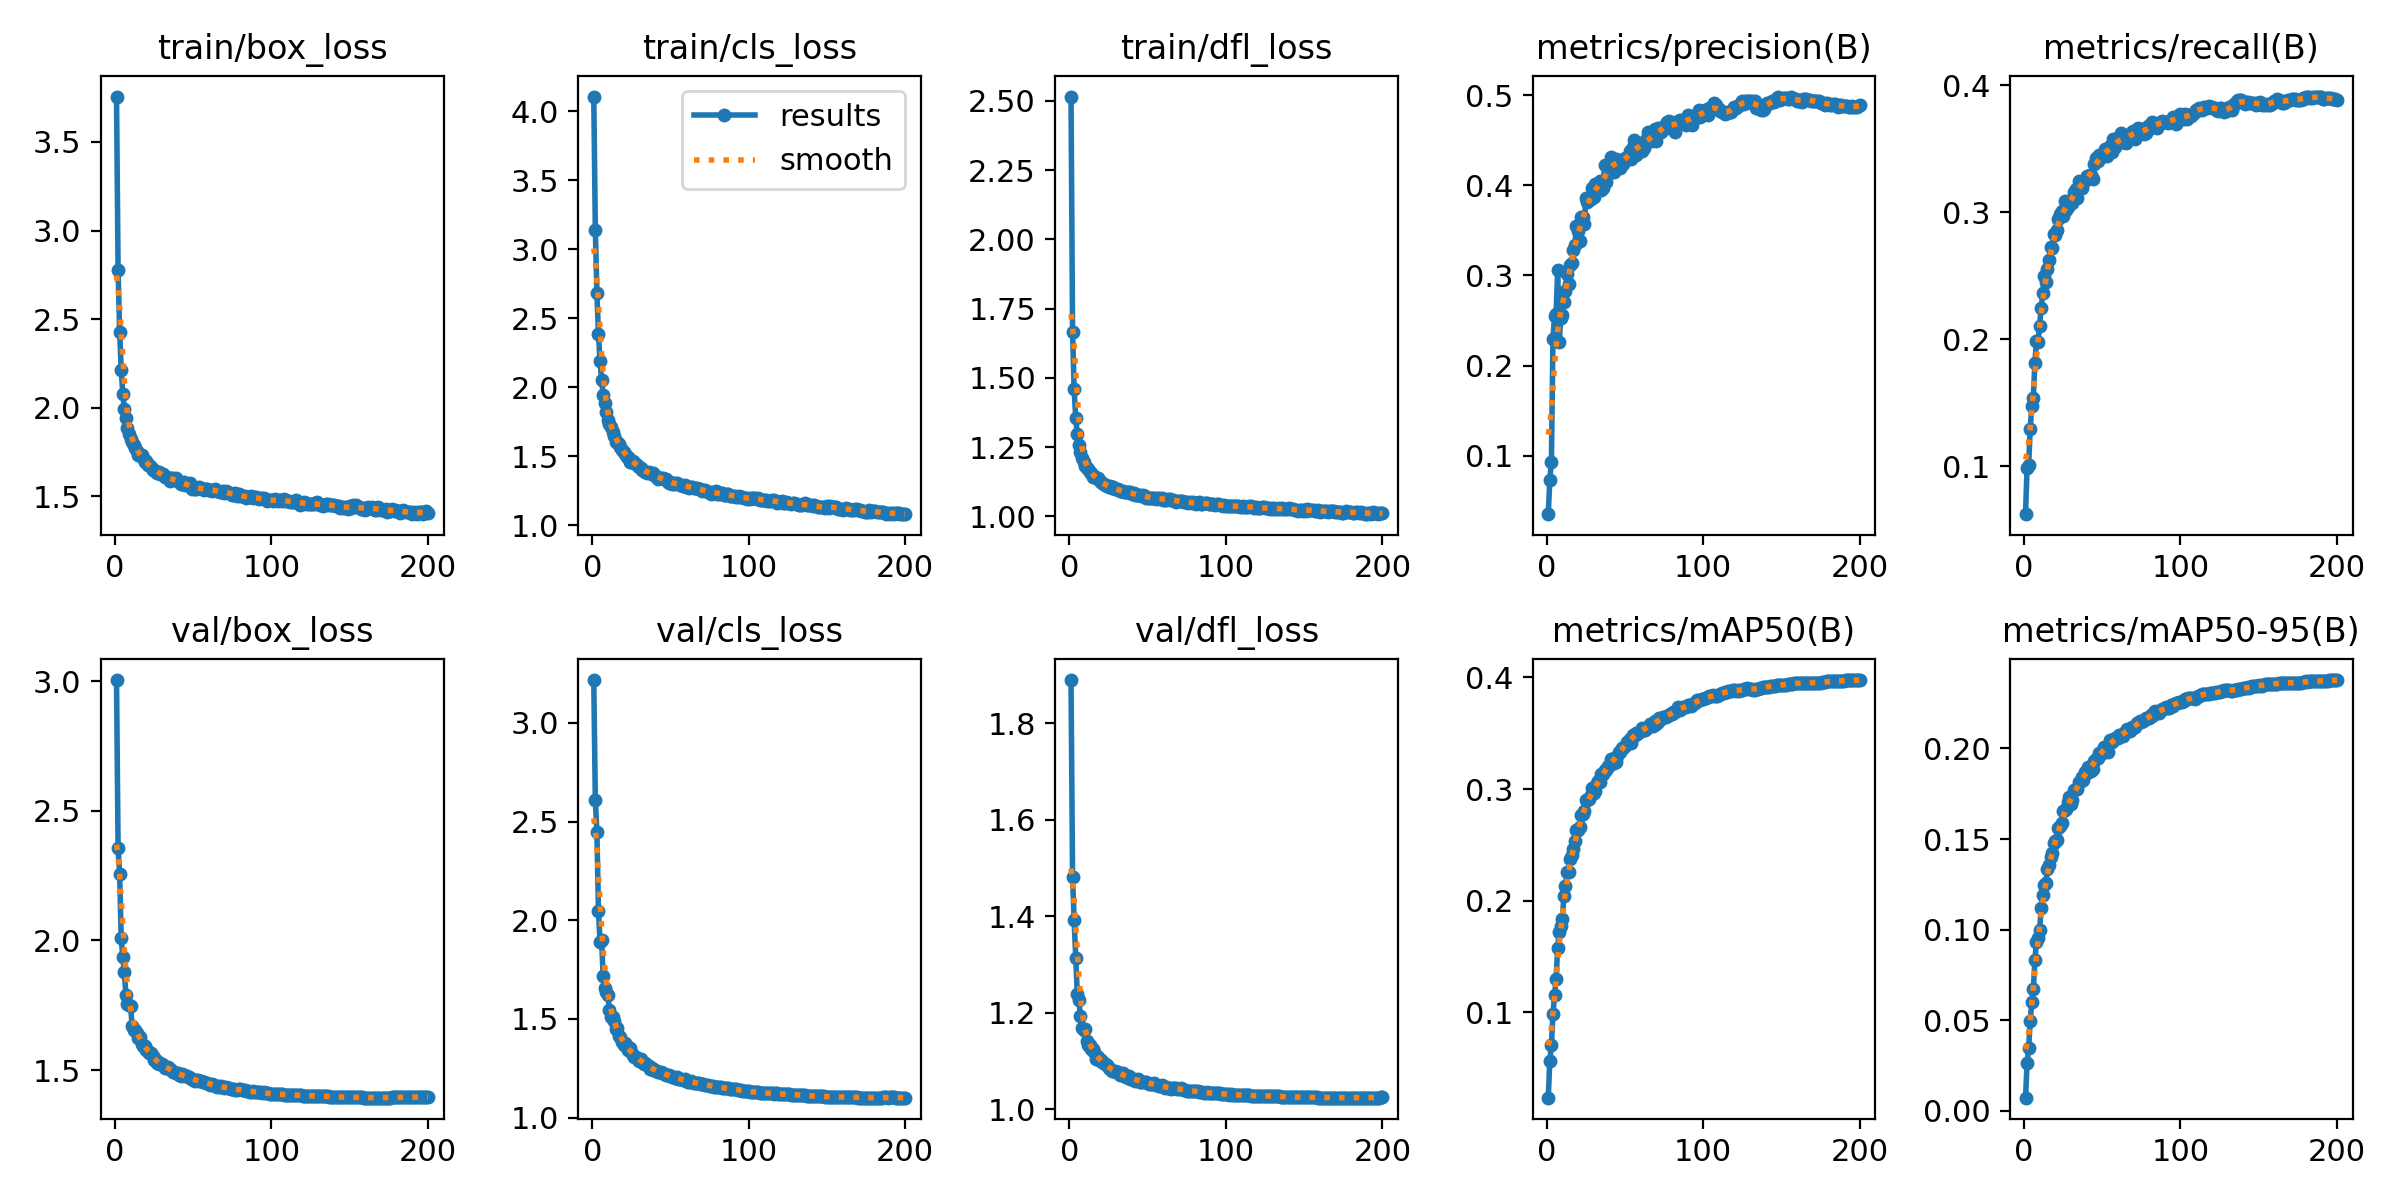 train/box_loss
3.5
3.0
2.5
2.0
1.5
0 100 200
train/cls_loss
results
smooth
4.0
3.5
3.0
2.5
2.0
1.5
1.0
0 100 200
train/dfl_loss
2.50
2.25
2.00
1.75
1.50
1.25
1.00
0 100 200
metrics/precision(B)
0.5
0.4
0.3
0.2
0.1
0 100 200
metrics/recall(B)
0.4
0.3
0.2
0.1
0 100 200
val/box_loss
3.0
2.5
2.0
1.5
0 100 200
val/cls_loss
3.0
2.5
2.0
1.5
1.0
0 100 200
val/dfl_loss
1.8
1.6
1.4
1.2
1.0
0 100 200
metrics/mAP50(B)
0.4
0.3
0.2
0.1
0 100 200
metrics/mAP50-95(B)
0.20
0.15
0.10
0.05
0.00
0 100 200